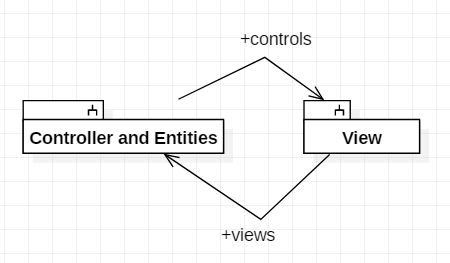 +controls
Controller and Entities
View
+views